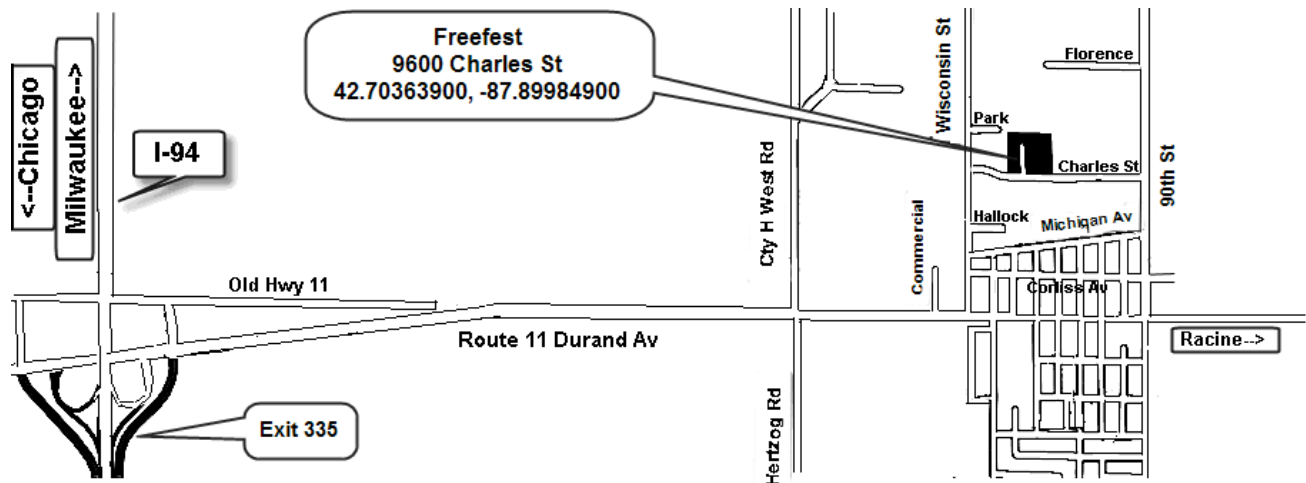 Freefest
9600 Charles St
42.70363900, -87.89984900
<--Chicago
Milwaukee-->
I-94
Wisconsin St
Florence
Park
Charles St
90th St
Cty H West Rd
Commercial
Hallock
Michigan Av
Old Hwy 11
Corliss Av
Route 11 Durand Av
Racine-->
Exit 335
Hertzog Rd